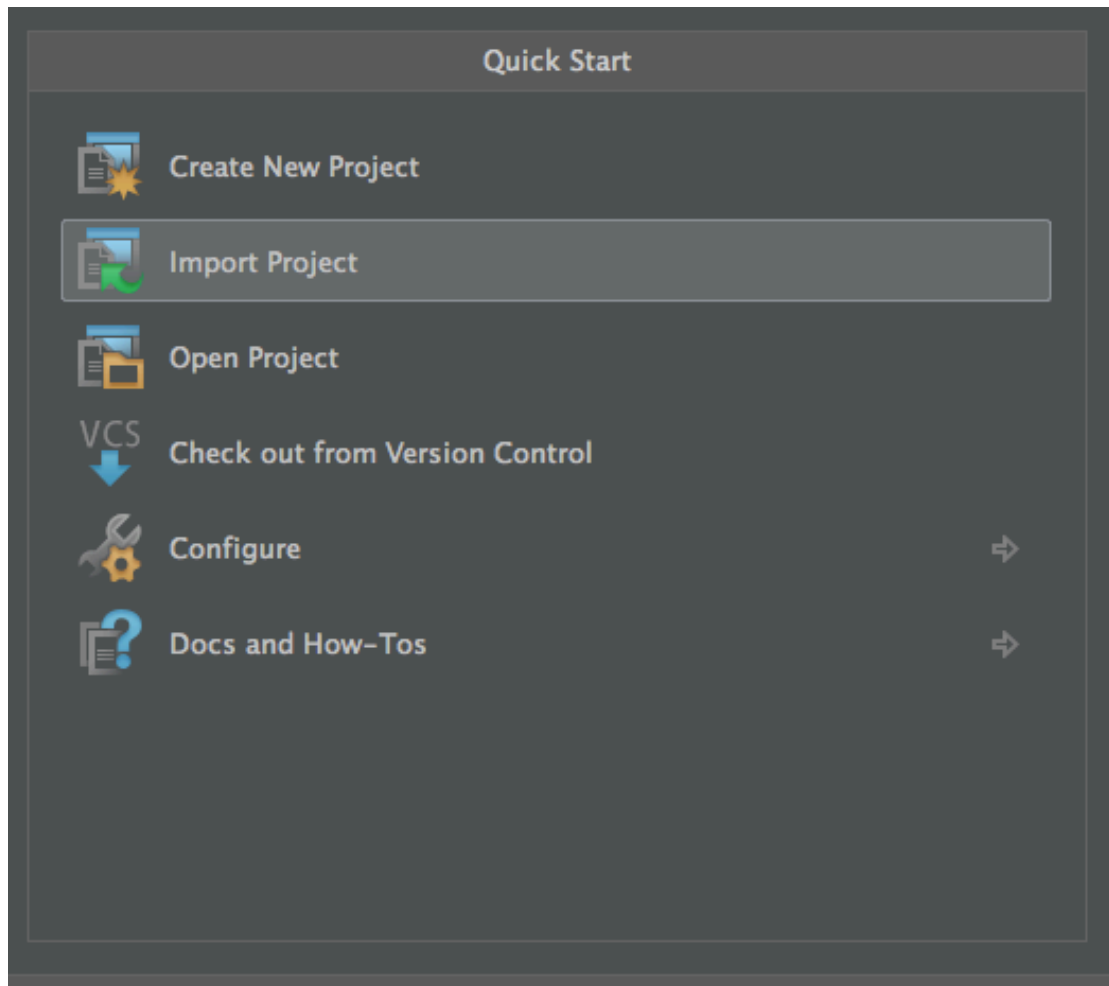 Quick Start
Create New Project
Import Project
Open Project
VCS
Check out from Version Control
Configure
Docs and How-Tos